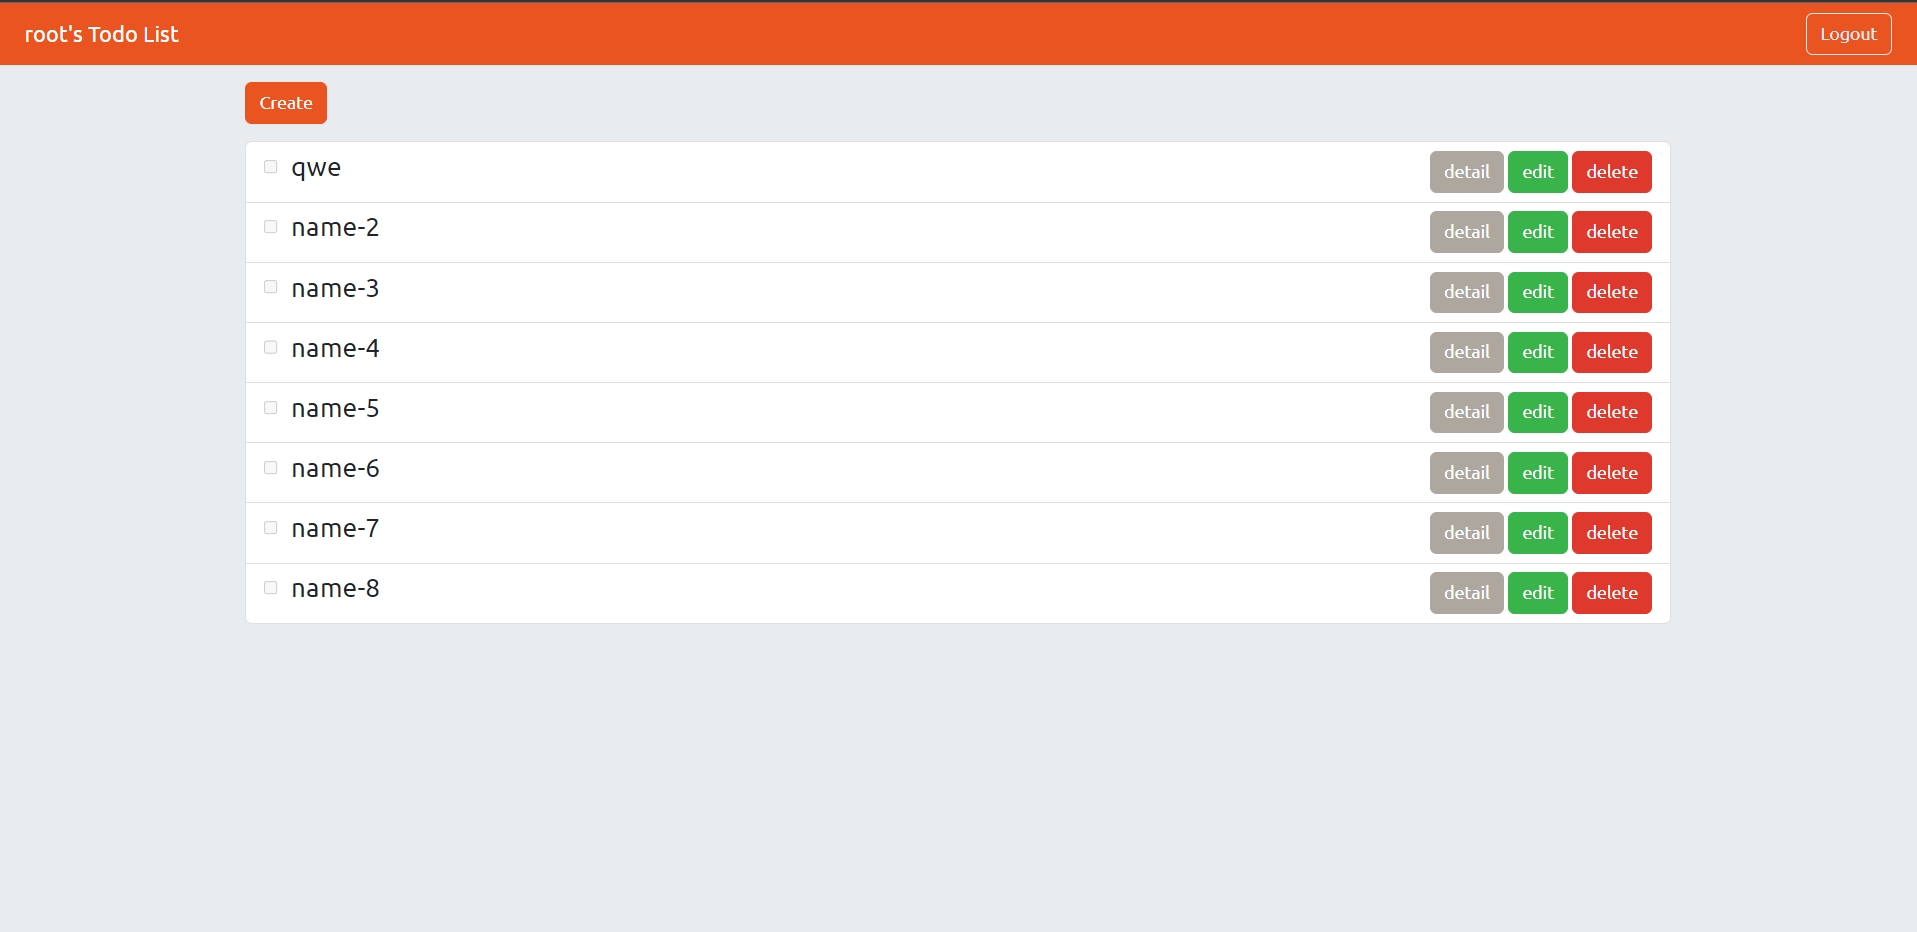 root's Todo List Logout
Create
qwe detail edit delete
name-2 detail edit delete
name-3 detail edit delete
name-4 detail edit delete
name-5 detail edit delete
name-6 detail edit delete
name-7 detail edit delete
name-8 detail edit delete